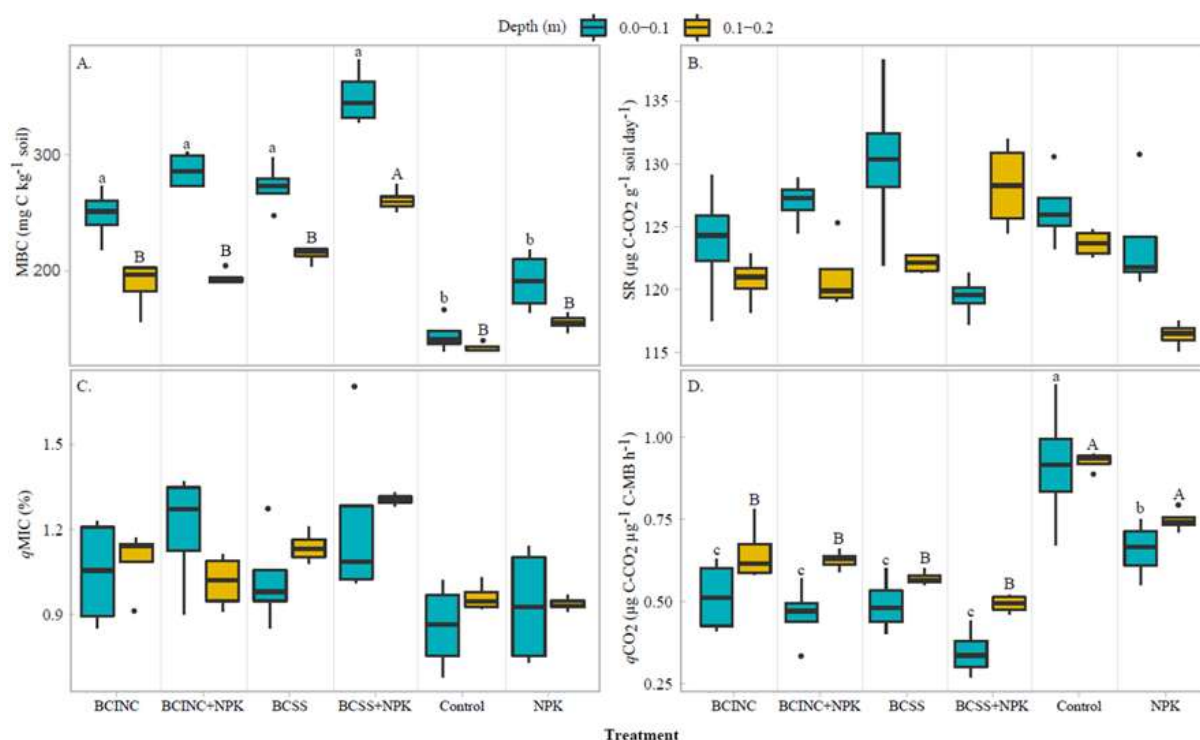 Depth (m) 0.0−0.1 0.1−0.2
A.
MBC (mg C kg-1 soil)
300
200
a
B
a
B
a
B
a
A
b
B
b
B
B.
SR (µg C-CO2 g-1 soil day-1)
135
130
125
120
115
C.
qMIC (%)
1.5
1.2
0.9
D.
qCO2 (µg C-CO2 µg-1 C-MB h-1)
1.00
0.75
0.50
0.25
c
B
c
B
c
B
c
B
a
A
b
A
BCINC BCINC+NPK BCSS BCSS+NPK Control NPK
BCINC BCINC+NPK BCSS BCSS+NPK Control NPK
Treatment